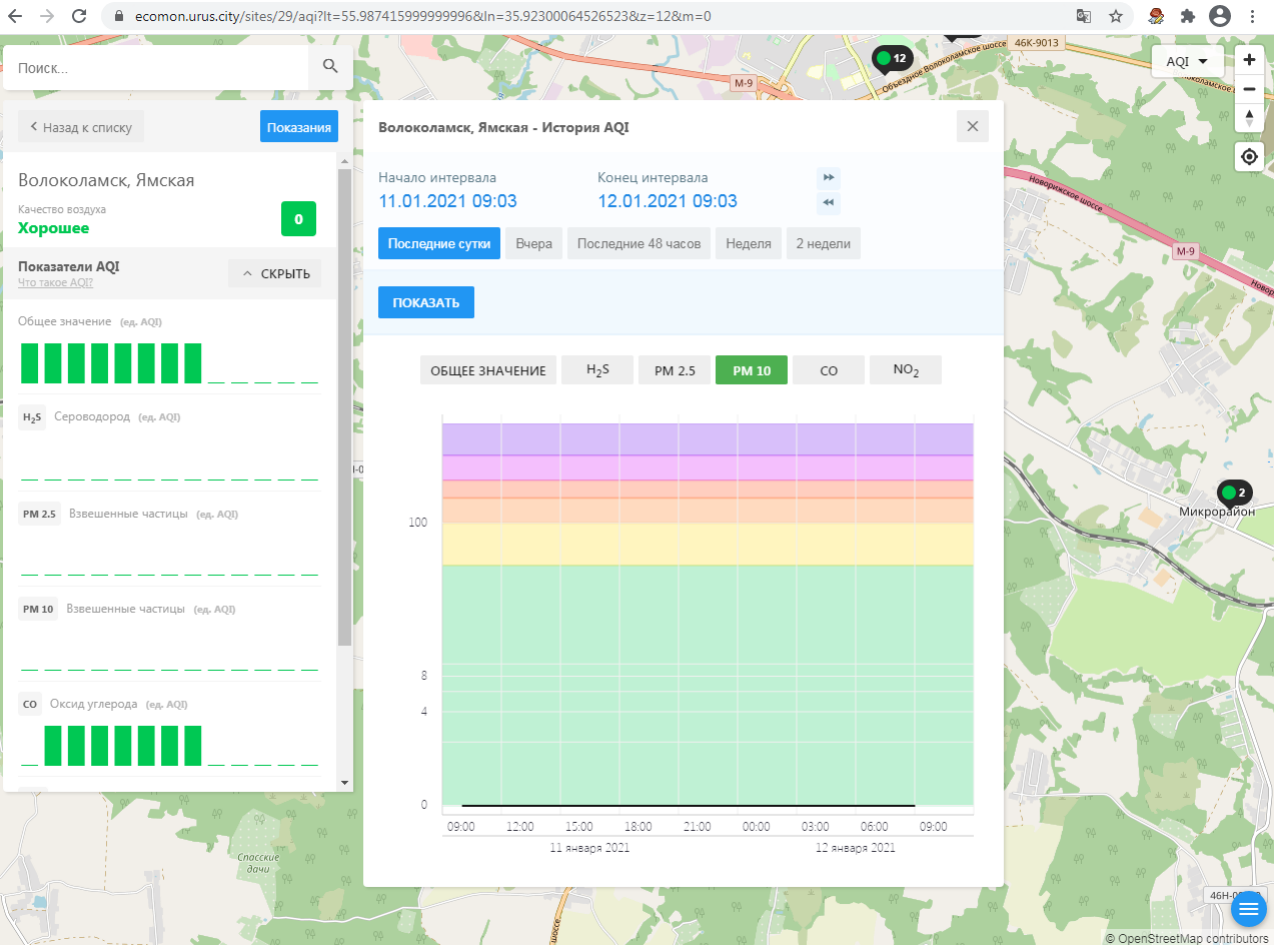 ecomon.urus.city/sites/29/aqi?lt=55.987415999999996&ln=35.92300064526523&z=12&m=0
Поиск...
12
46К-9013
М-9
Объездное Волоколамское шоссе
AQI
Назад к списку
Показания
Волоколамск, Ямская - История AQI
Волоколамск, Ямская
Качество воздуха
Хорошее
0
Начало интервала
Конец интервала
11.01.2021 09:03
12.01.2021 09:03
Последние сутки
Вчера
Последние 48 часов
Неделя
2 недели
Новорижское шоссе
М-9
Показатели AQI
Что такое AQI?
СКРЫТЬ
ПОКАЗАТЬ
Общее значение (ед. AQI)
ОБЩЕЕ ЗНАЧЕНИЕ
H2S
PM 2.5
PM 10
CO
NO2
H2S Сероводород (ед. AQI)
PM 2.5 Взвешенные частицы (ед. AQI)
PM 10 Взвешенные частицы (ед. AQI)
CO Оксид углерода (ед. AQI)
100
8
4
0
09:00
12:00
15:00
18:00
21:00
00:00
03:00
06:00
09:00
11 января 2021
12 января 2021
2
Микрорайон
Спасские
дачи
шоссе
© OpenStreetMap contributors